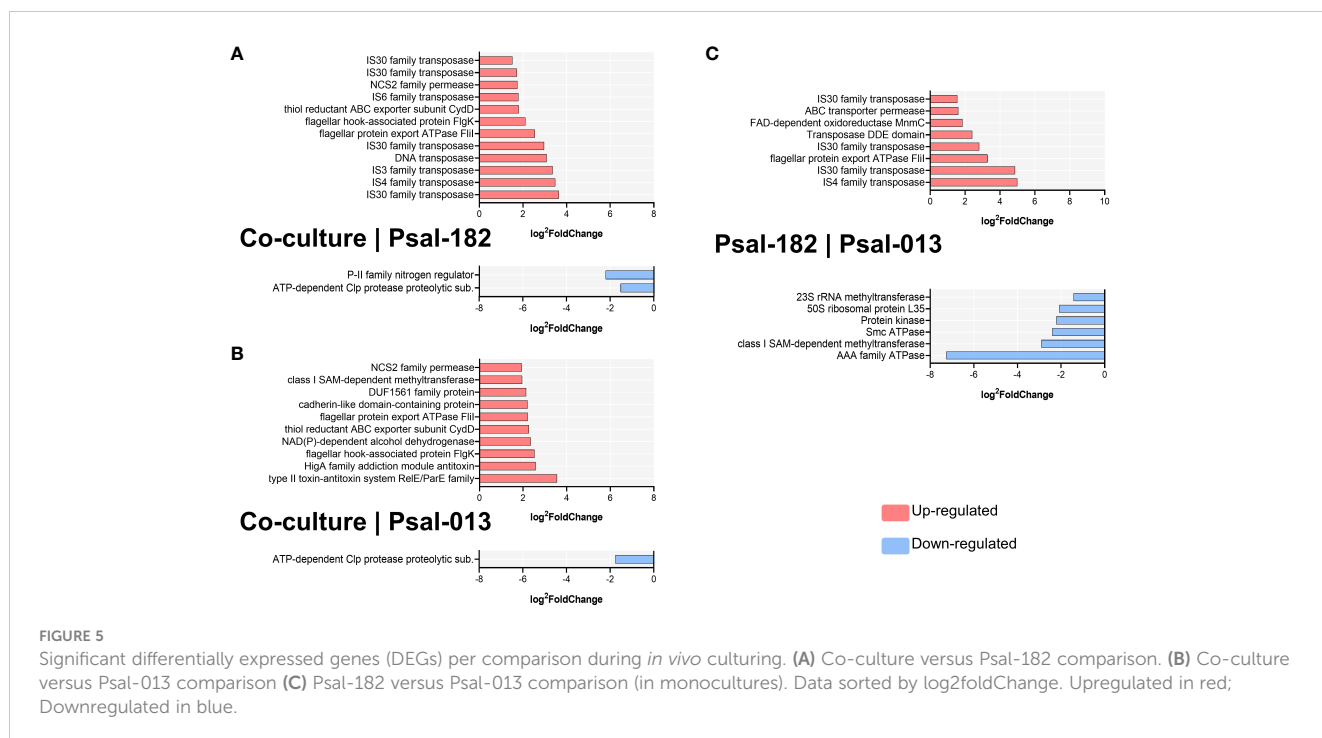 A
IS30 family transposase
IS30 family transposase
NCS2 family permease
IS6 family transposase
thiol reductant ABC exporter subunit CydD
flagellar hook-associated protein FlgK
flagellar protein export ATPase FliI
IS30 family transposase
DNA transposase
IS3 family transposase
IS4 family transposase
IS30 family transposase
0 2 4 6 8
log2FoldChange
Co-culture | Psal-182
P-II family nitrogen regulator
ATP-dependent Clp protease proteolytic sub.
-8 -6 -4 -2 0
log2FoldChange
B
NCS2 family permease
class I SAM-dependent methyltransferase
DUF1561 family protein
cadherin-like domain-containing protein
flagellar protein export ATPase FliI
thiol reductant ABC exporter subunit CydD
NAD(P)-dependent alcohol dehydrogenase
flagellar hook-associated protein FlgK
HigA family addiction module antitoxin
type II toxin-antitoxin system RelE/ParE family
0 2 4 6 8
log2FoldChange
Co-culture | Psal-013
ATP-dependent Clp protease proteolytic sub.
-8 -6 -4 -2 0
log2FoldChange
C
IS30 family transposase
ABC transporter permease
FAD-dependent oxidoreductase MnmC
Transposase DDE domain
IS30 family transposase
flagellar protein export ATPase FliI
IS30 family transposase
IS4 family transposase
0 2 4 6 8 10
log2FoldChange
Psal-182 | Psal-013
23S rRNA methyltransferase
50S ribosomal protein L35
Protein kinase
Smc ATPase
class I SAM-dependent methyltransferase
AAA family ATPase
-8 -6 -4 -2 0
log2FoldChange
Up-regulated
Down-regulated
FIGURE 5
Significant differentially expressed genes (DEGs) per comparison during in vivo culturing. (A) Co-culture versus Psal-182 comparison. (B) Co-culture
versus Psal-013 comparison (C) Psal-182 versus Psal-013 comparison (in monocultures). Data sorted by log2foldChange. Upregulated in red;
Downregulated in blue.